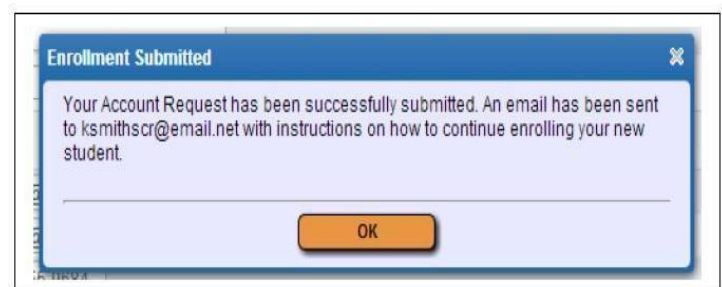 Enrollment Submitted
Your Account Request has been successfully submitted. An email has been sent
to ksmithscr@email.net with instructions on how to continue enrolling your new
student.
OK